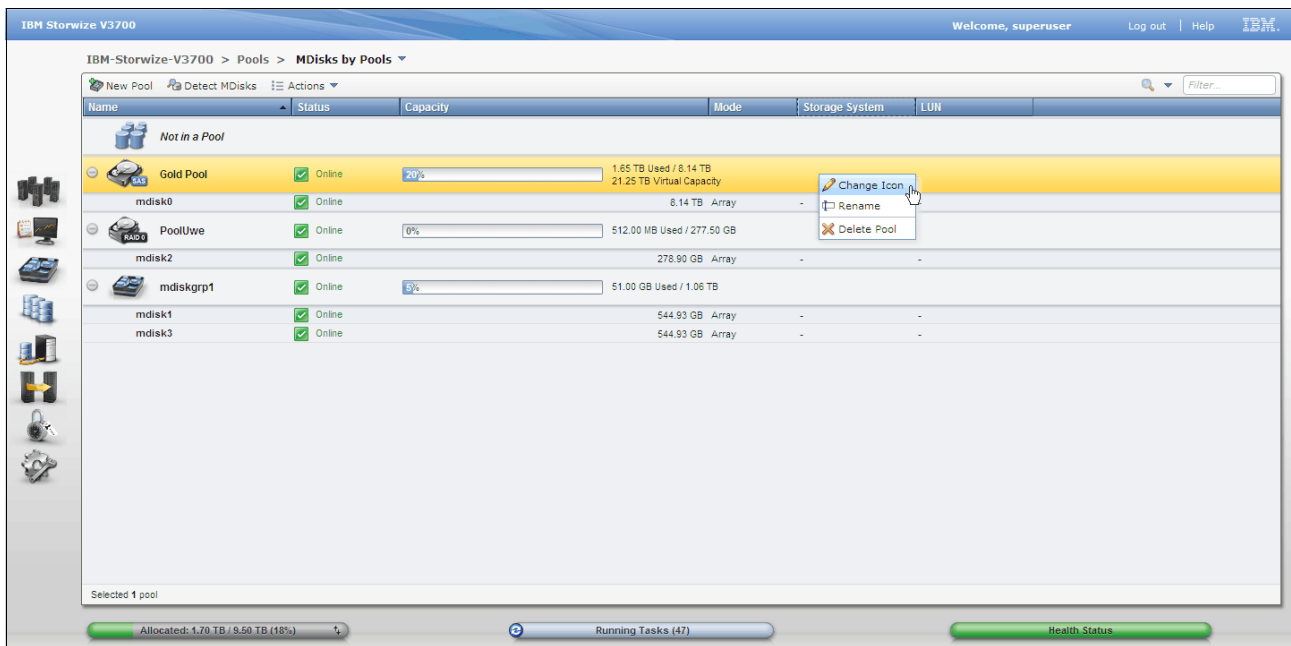 IBM Storwize V3700 Welcome, superuser Log out | Help IBM.
IBM-Storwize-V3700 > Pools > MDisks by Pools
New Pool Detect MDisks Actions Filter...
Name Status Capacity Mode Storage System LUN
Not in a Pool
SAS Gold Pool Online 20% 1.65 TB Used / 8.14 TB
21.25 TB Virtual Capacity
Change Icon
mdisk0 Online 8.14 TB Array -
Rename
RAID 0 PoolUwe Online 0% 512.00 MB Used / 277.50 GB
Delete Pool
mdisk2 Online 278.90 GB Array - -
mdiskgrp1 Online 5% 51.00 GB Used / 1.06 TB
mdisk1 Online 544.93 GB Array - -
mdisk3 Online 544.93 GB Array - -
Selected 1 pool
Allocated: 1.70 TB / 9.50 TB (18%) Running Tasks (47) Health Status